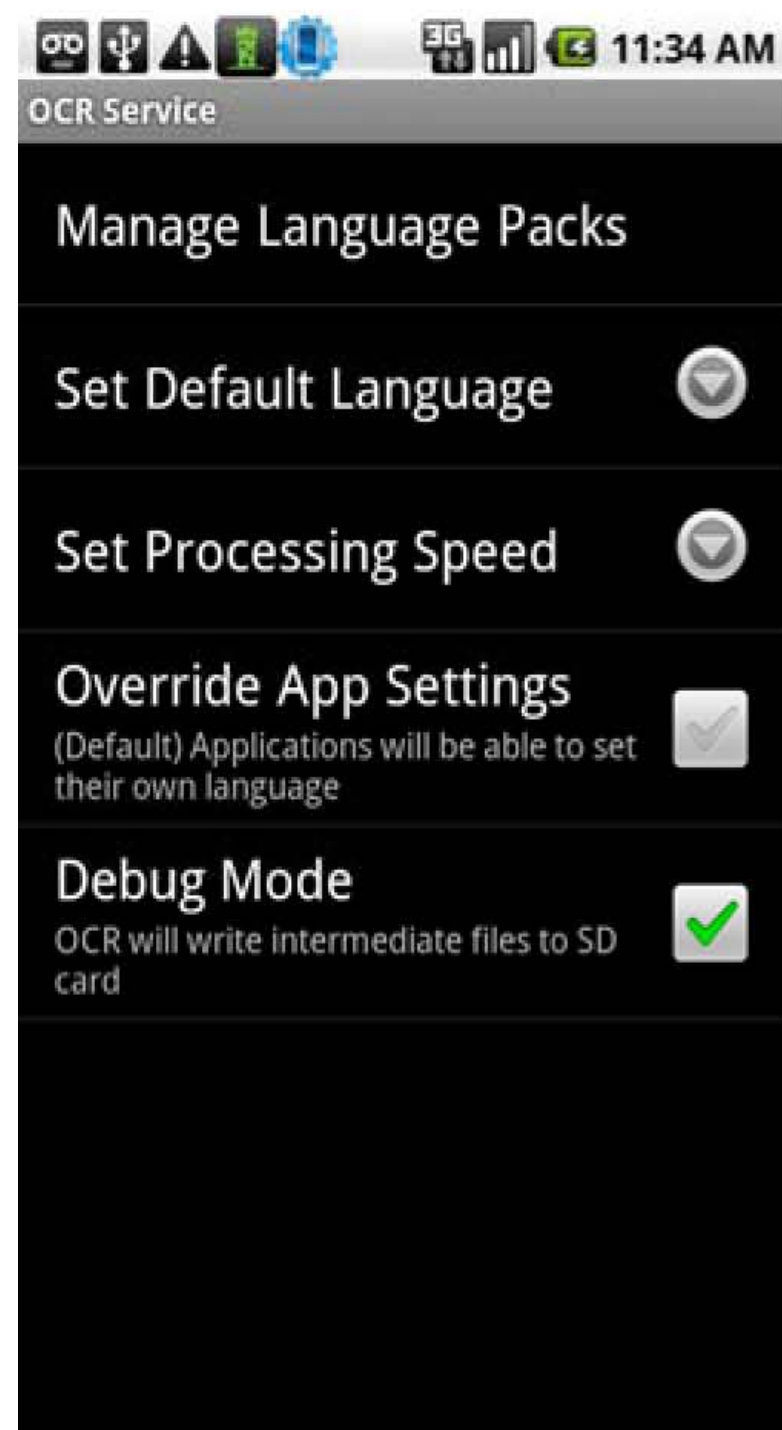 3G 11:34 AM
OCR Service
Manage Language Packs
Set Default Language
Set Processing Speed
Override App Settings
(Default) Applications will be able to set
their own language
Debug Mode
OCR will write intermediate files to SD
card